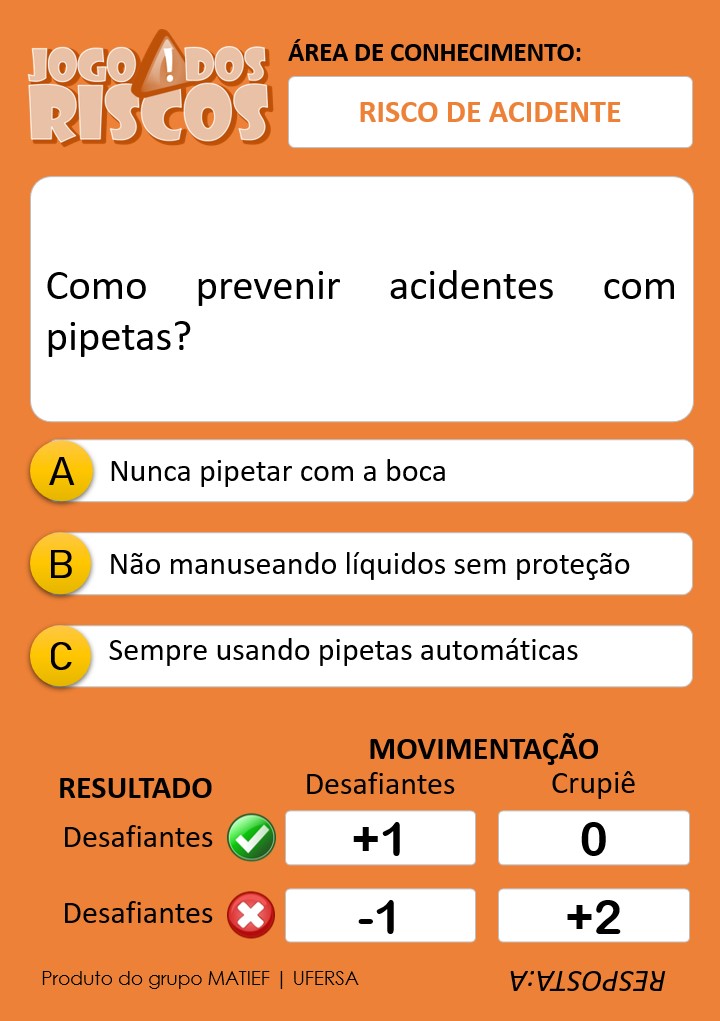 JOGO DOS
RISCOS
ÁREA DE CONHECIMENTO:
RISCO DE ACIDENTE
Como prevenir acidentes com
pipetas?
A Nunca pipetar com a boca
B Não manuseando líquidos sem proteção
C Sempre usando pipetas automáticas
MOVIMENTAÇÃO
RESULTADO Desafiantes Crupiê
Desafiantes +1 0
Desafiantes -1 +2
Produto do grupo MATIEF | UFERSA
RESPOSTA:A